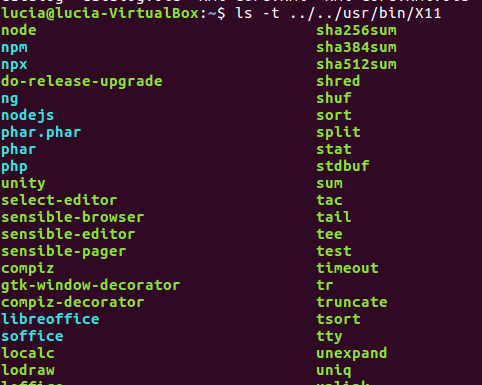 lucia@lucia-VirtualBox:~$ ls -t ../../usr/bin/X11
node sha256sum
npm sha384sum
npx sha512sum
do-release-upgrade shred
ng shuf
nodejs sort
phar.phar split
phar stat
php stdbuf
unity sum
select-editor tac
sensible-browser tail
sensible-editor tee
sensible-pager test
compiz timeout
gtk-window-decorator tr
compiz-decorator truncate
libreoffice tsort
soffice tty
localc unexpand
lodraw uniq